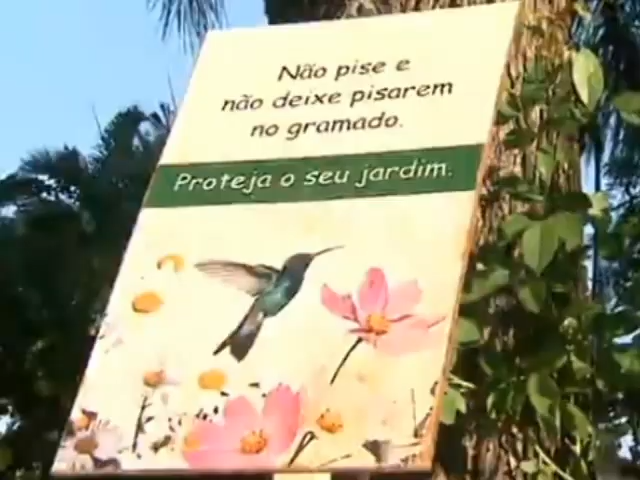 Não pise e
não deixe pisarem
no gramado.
Proteja o seu jardim.